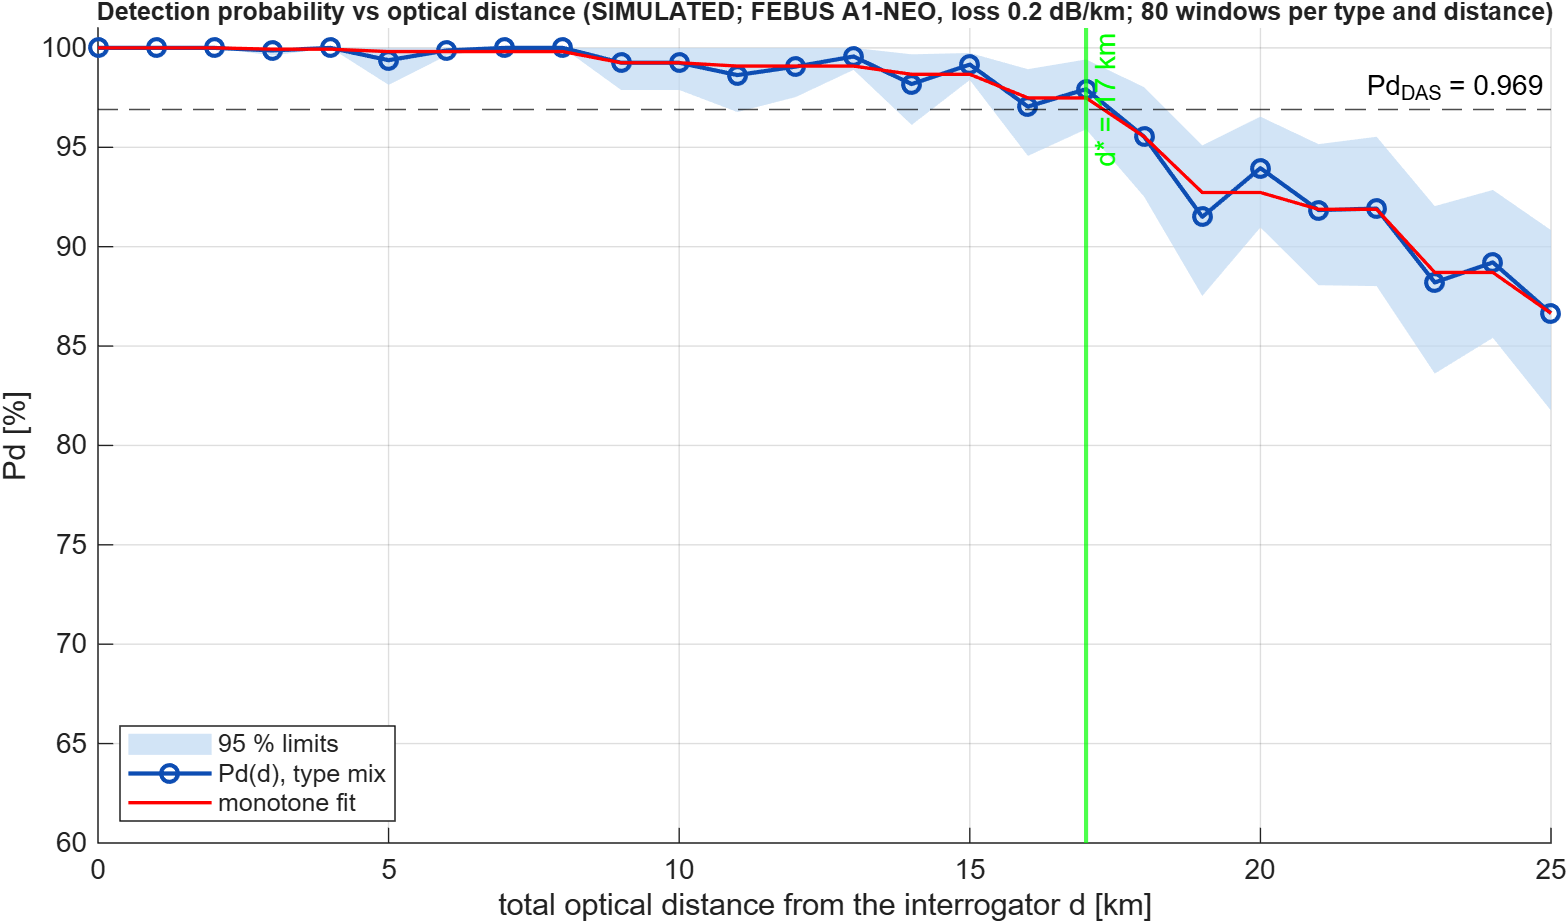 Detection probability vs optical distance (SIMULATED; FEBUS A1-NEO, loss 0.2 dB/km; 80 windows per type and distance)
100
95
90
85
80
75
70
65
60
Pd [%]
d* = 17 km
PdDAS = 0.969
95 % limits
Pd(d), type mix
monotone fit
0
5
10
15
20
25
total optical distance from the interrogator d [km]